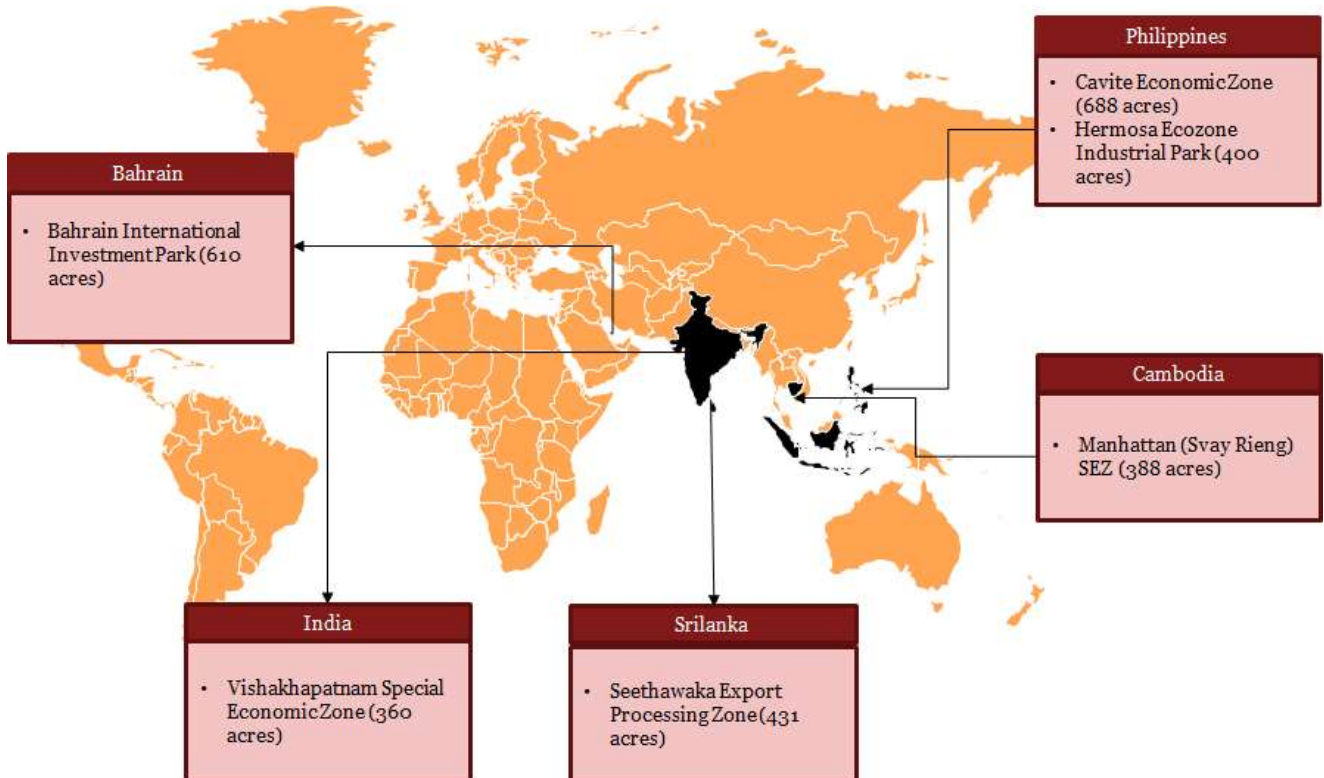 Philippines
• Cavite Economic Zone
(688 acres)
• Hermosa Ecozone
Industrial Park (400
acres)
Bahrain
• Bahrain International
Investment Park (610
acres)
Cambodia
• Manhattan (Svay Rieng)
SEZ (388 acres)
India
• Vishakhapatnam Special
Economic Zone (360
acres)
Srilanka
• Seethawaka Export
Processing Zone (431
acres)